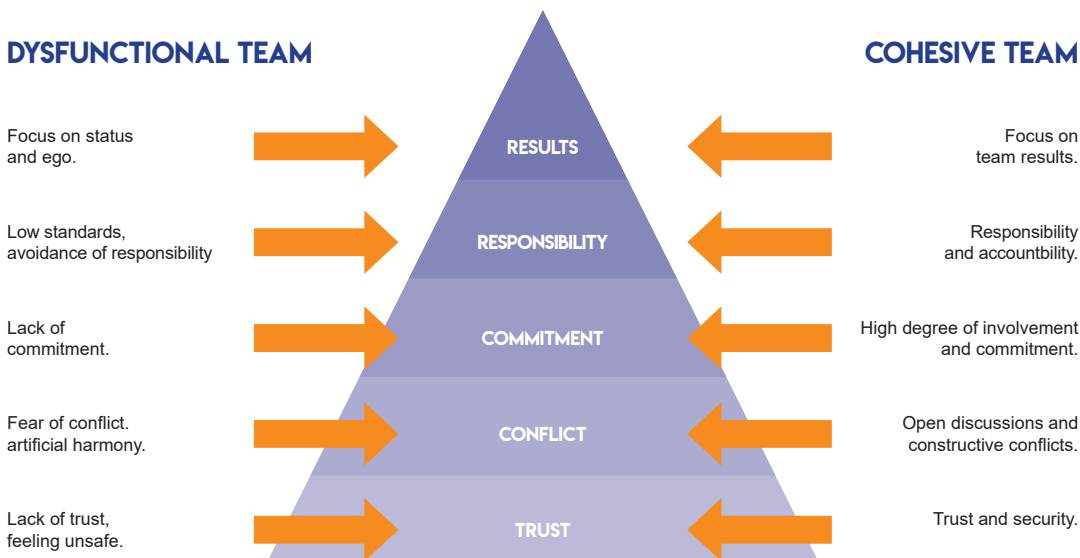 DYSFUNCTIONAL TEAM
COHESIVE TEAM
Focus on status
and ego.
RESULTS
Focus on
team results.
Low standards,
avoidance of responsibility
RESPONSIBILITY
Responsibility
and accountbility.
Lack of
commitment.
COMMITMENT
High degree of involvement
and commitment.
Fear of conflict.
artificial harmony.
CONFLICT
Open discussions and
constructive conflicts.
Lack of trust,
feeling unsafe.
TRUST
Trust and security.